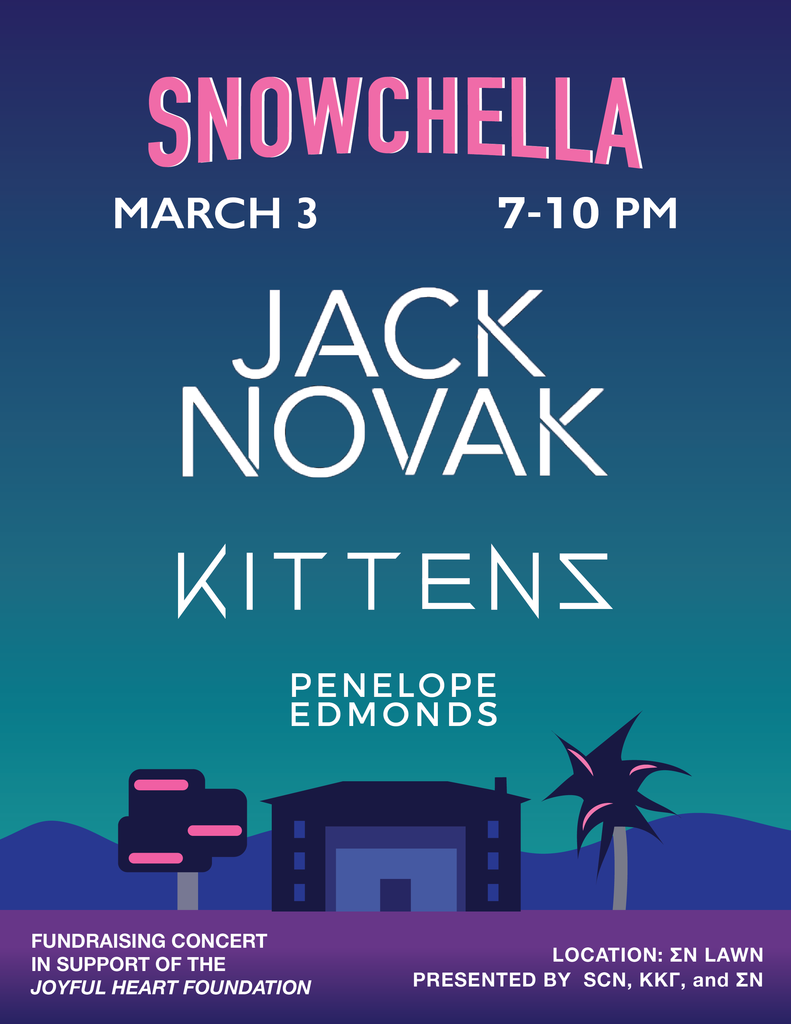 SNOWCHELLA
MARCH 3 7-10 PM
JACK
NOVAK
KITTENS
PENELOPE
EDMONDS
FUNDRAISING CONCERT
IN SUPPORT OF THE
JOYFUL HEART FOUNDATION
LOCATION: ΣN LAWN
PRESENTED BY SCN, KKΓ, and ΣN